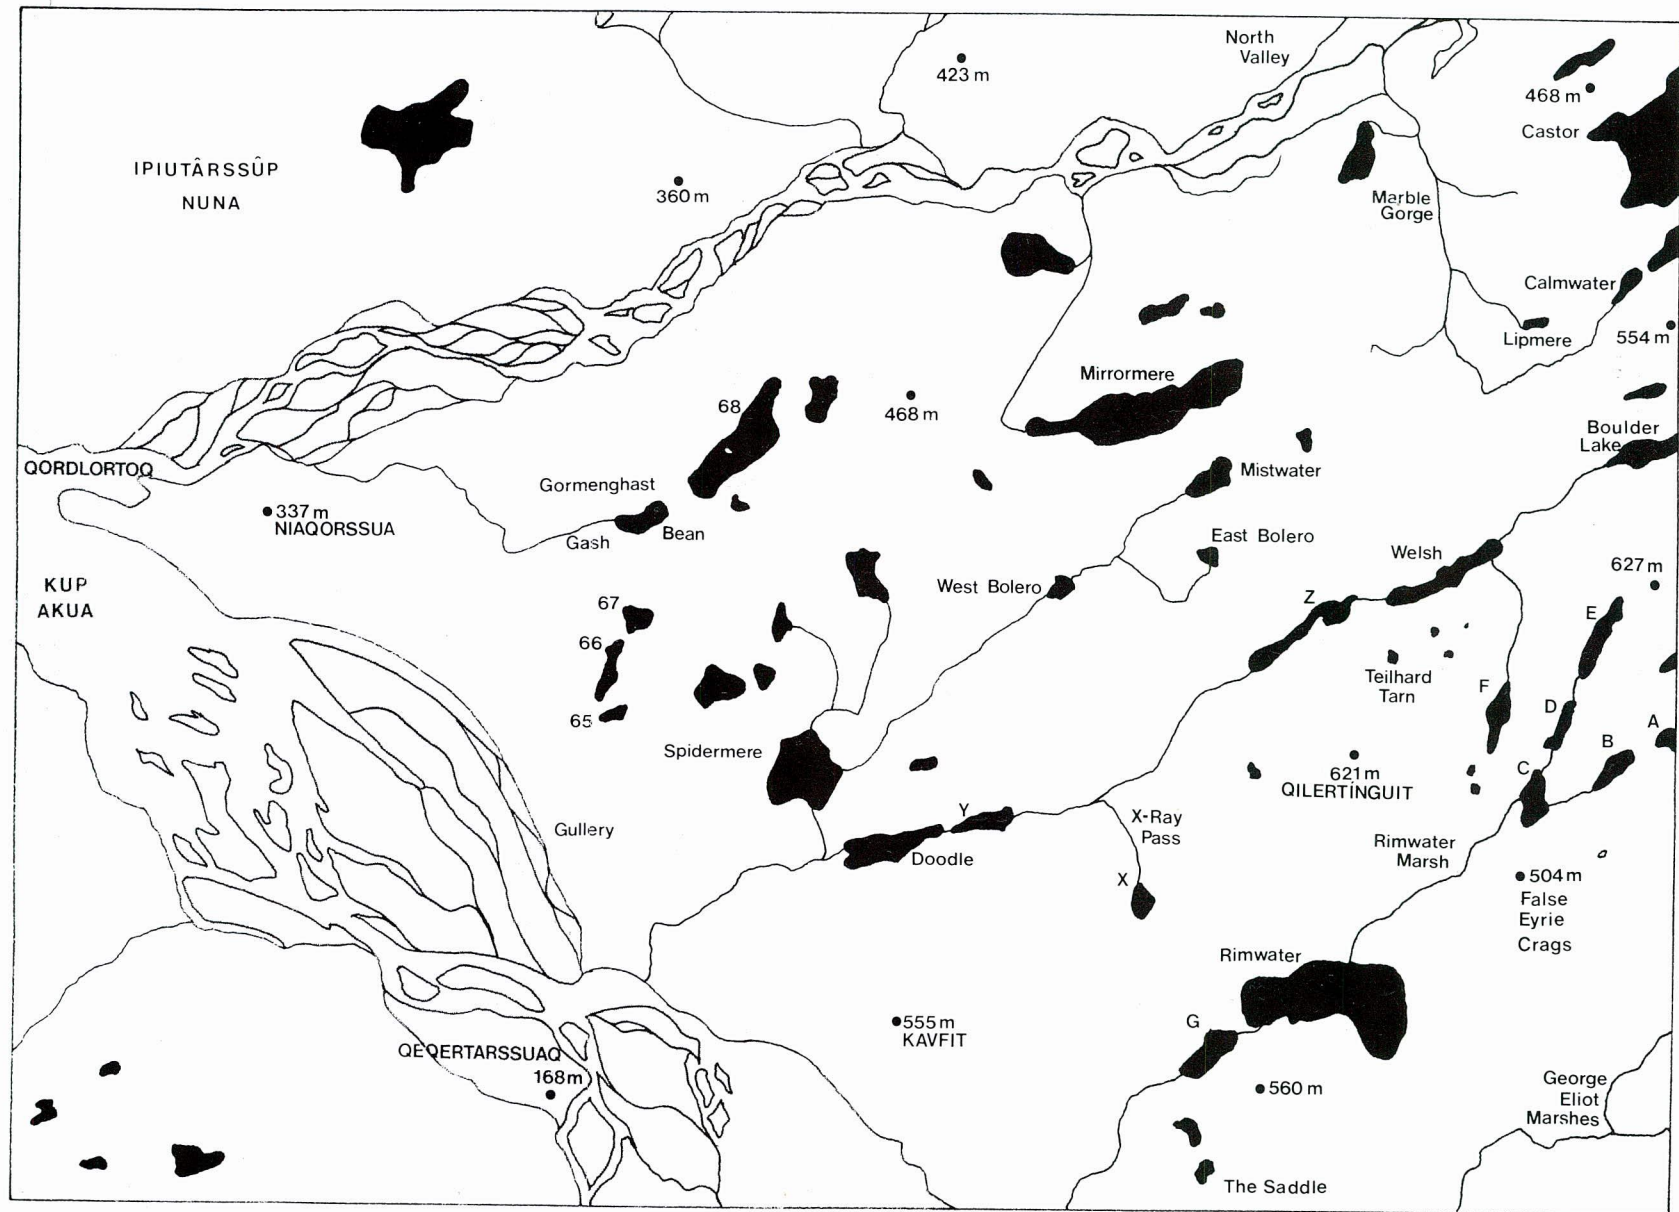 North
Valley
423 m
468 m
Castor
IPIUTÂRSSÛP
NUNA
360 m
Marble
Gorge
Calmwater
Lipmere
554 m
Mirrormere
68
468 m
Boulder
Lake
QORDLORTOQ
Gormenghast
Mistwater
337 m
NIAQORSSUA
Gash
Bean
East Bolero
Welsh
627 m
KUP
AKUA
West Bolero
Z
67
E
66
Teilhard
Tarn
F
65
D
A
Spidermere
B
621 m
QILERTÍNGUIT
C
Y
X-Ray
Pass
Gullery
Doodle
Rimwater
Marsh
X
504 m
False
Eyrie
Crags
Rimwater
G
555 m
KAVFIT
QEQERTARSSUAQ
168 m
560 m
George
Eliot
Marshes
The Saddle